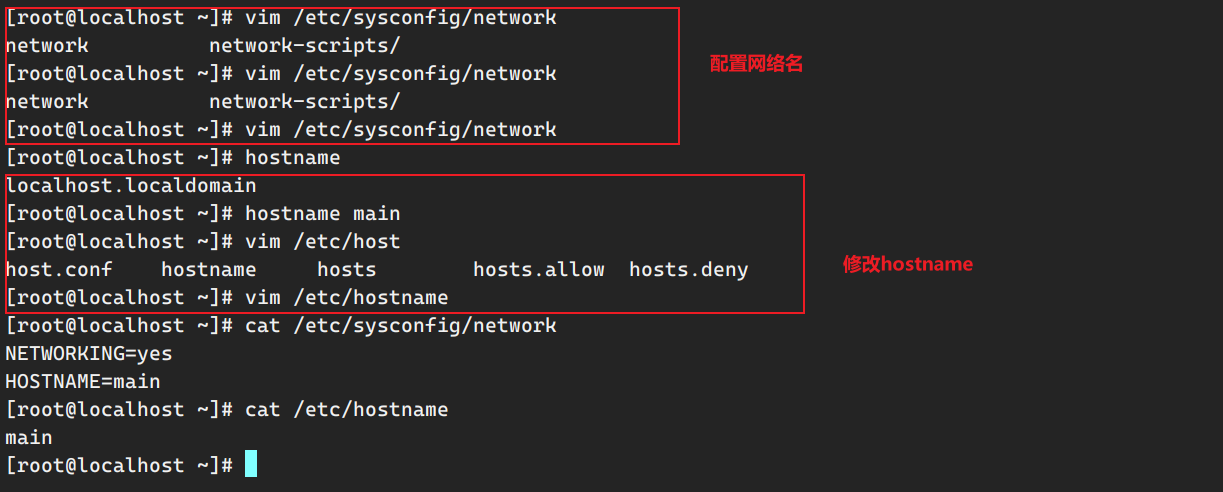 [root@localhost ~]# vim /etc/sysconfig/network
network          network-scripts/
配置网络名
[root@localhost ~]# vim /etc/sysconfig/network
network          network-scripts/
[root@localhost ~]# vim /etc/sysconfig/network
[root@localhost ~]# hostname
localhost.localdomain
[root@localhost ~]# hostname main
[root@localhost ~]# vim /etc/host
host.conf    hostname     hosts        hosts.allow  hosts.deny
修改hostname
[root@localhost ~]# vim /etc/hostname
[root@localhost ~]# cat /etc/sysconfig/network
NETWORKING=yes
HOSTNAME=main
[root@localhost ~]# cat /etc/hostname
main
[root@localhost ~]#